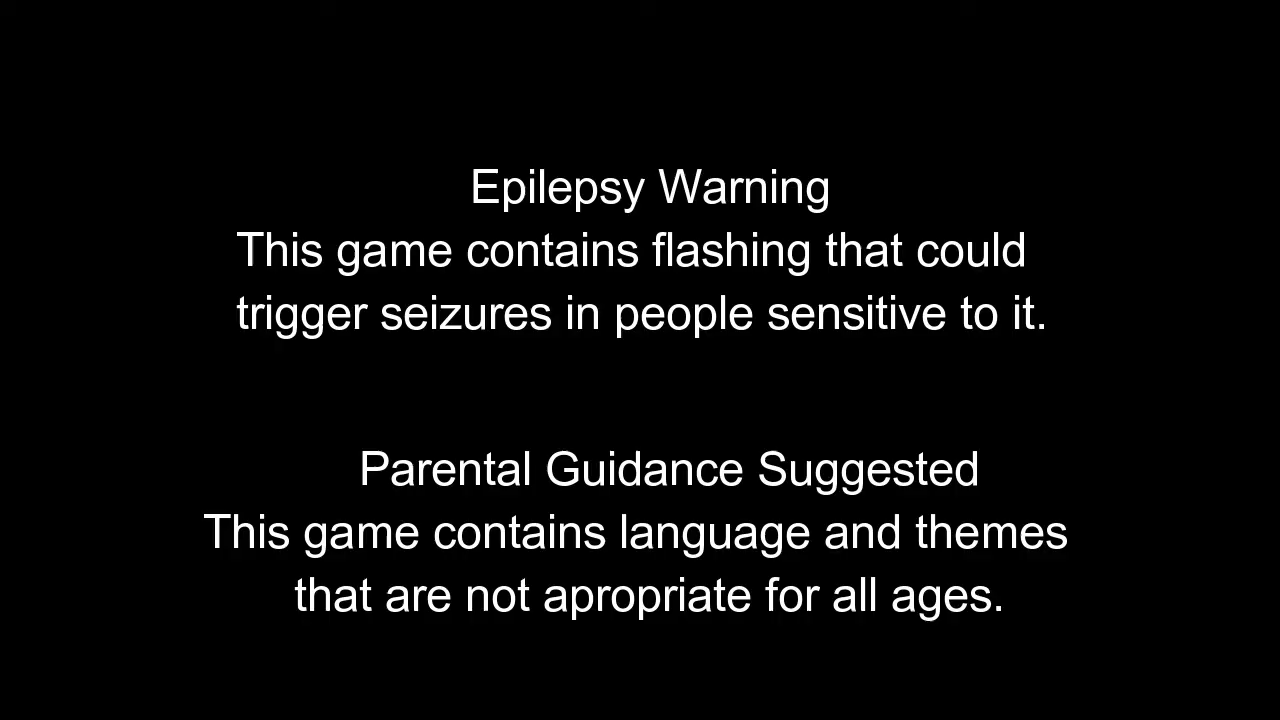 Epilepsy Warning
This game contains flashing that could
trigger seizures in people sensitive to it.
Parental Guidance Suggested
This game contains language and themes
that are not apropriate for all ages.